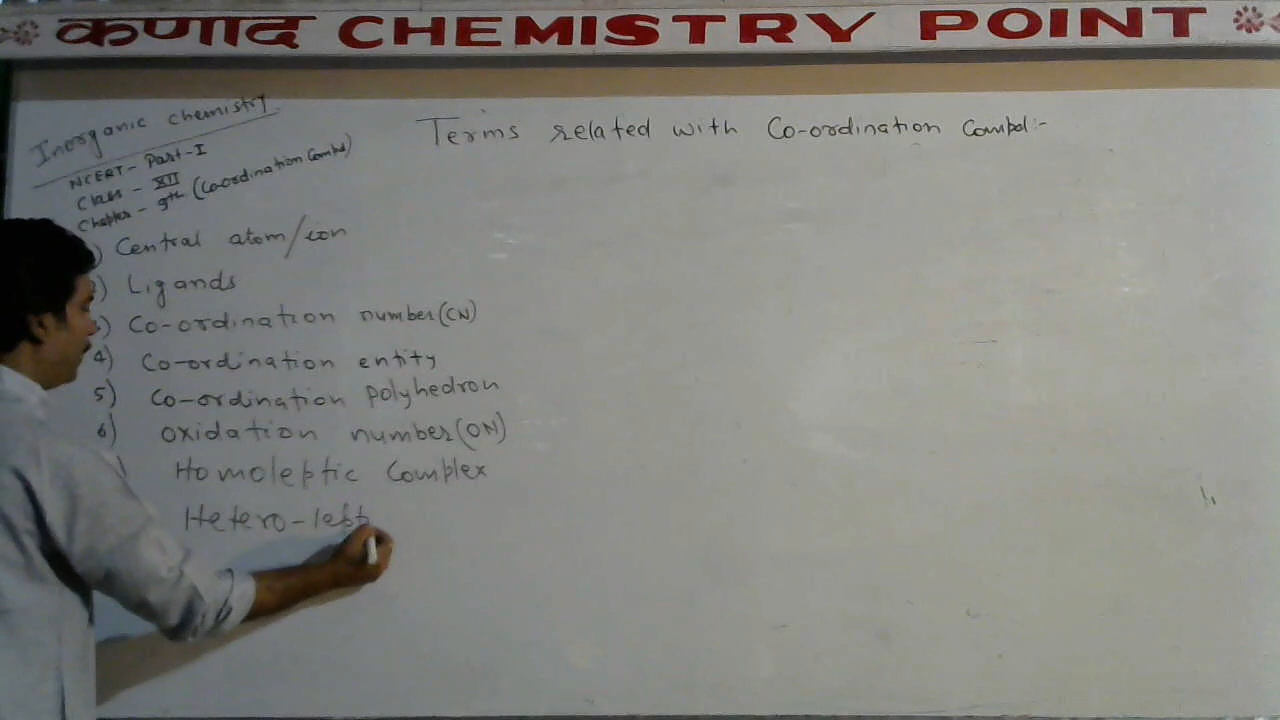 कणाद CHEMISTRY POINT
Inorganic chemistry
NCERT - Part-I
Class - XII
Chapter - 9th (Coordination Combd)
Terms related with Co-ordination Combd:-
) Central atom/ion
) Ligands
) Co-ordination number(CN)
4) Co-ordination entity
5) Co-ordination polyhedron
6) Oxidation number(ON)
Homoleptic Complex
Hetero-lept